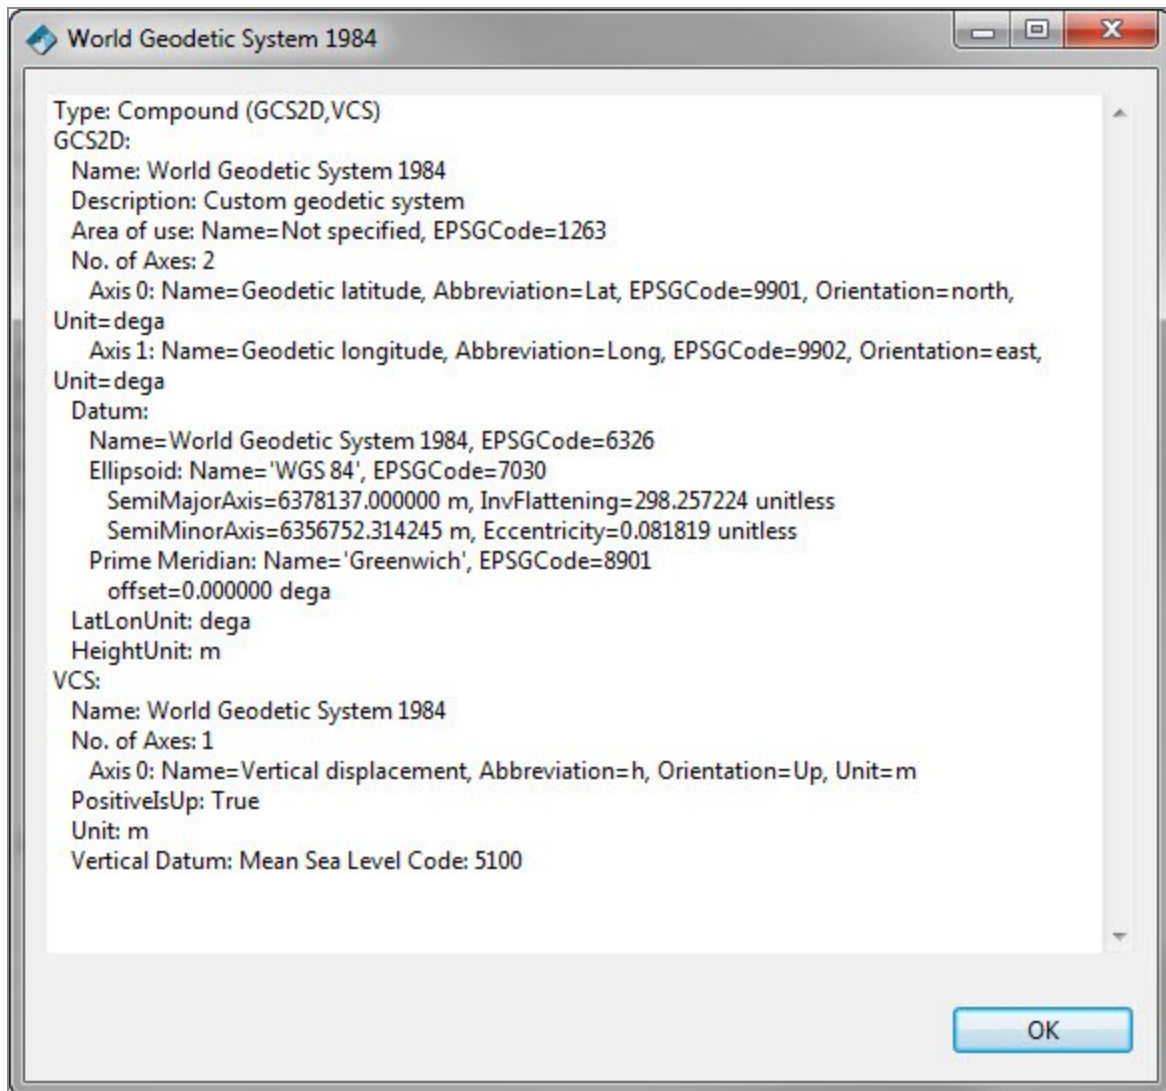 World Geodetic System 1984
Type: Compound (GCS2D,VCS)
GCS2D:
Name: World Geodetic System 1984
Description: Custom geodetic system
Area of use: Name=Not specified, EPSGCode=1263
No. of Axes: 2
Axis 0: Name=Geodetic latitude, Abbreviation=Lat, EPSGCode=9901, Orientation=north,
Unit=dega
Axis 1: Name=Geodetic longitude, Abbreviation=Long, EPSGCode=9902, Orientation=east,
Unit=dega
Datum:
Name=World Geodetic System 1984, EPSGCode=6326
Ellipsoid: Name='WGS 84', EPSGCode=7030
SemiMajorAxis=6378137.000000 m, InvFlattening=298.257224 unitless
SemiMinorAxis=6356752.314245 m, Eccentricity=0.081819 unitless
Prime Meridian: Name='Greenwich', EPSGCode=8901
offset=0.000000 dega
LatLonUnit: dega
HeightUnit: m
VCS:
Name: World Geodetic System 1984
No. of Axes: 1
Axis 0: Name=Vertical displacement, Abbreviation=h, Orientation=Up, Unit=m
PositiveIsUp: True
Unit: m
Vertical Datum: Mean Sea Level Code: 5100
OK